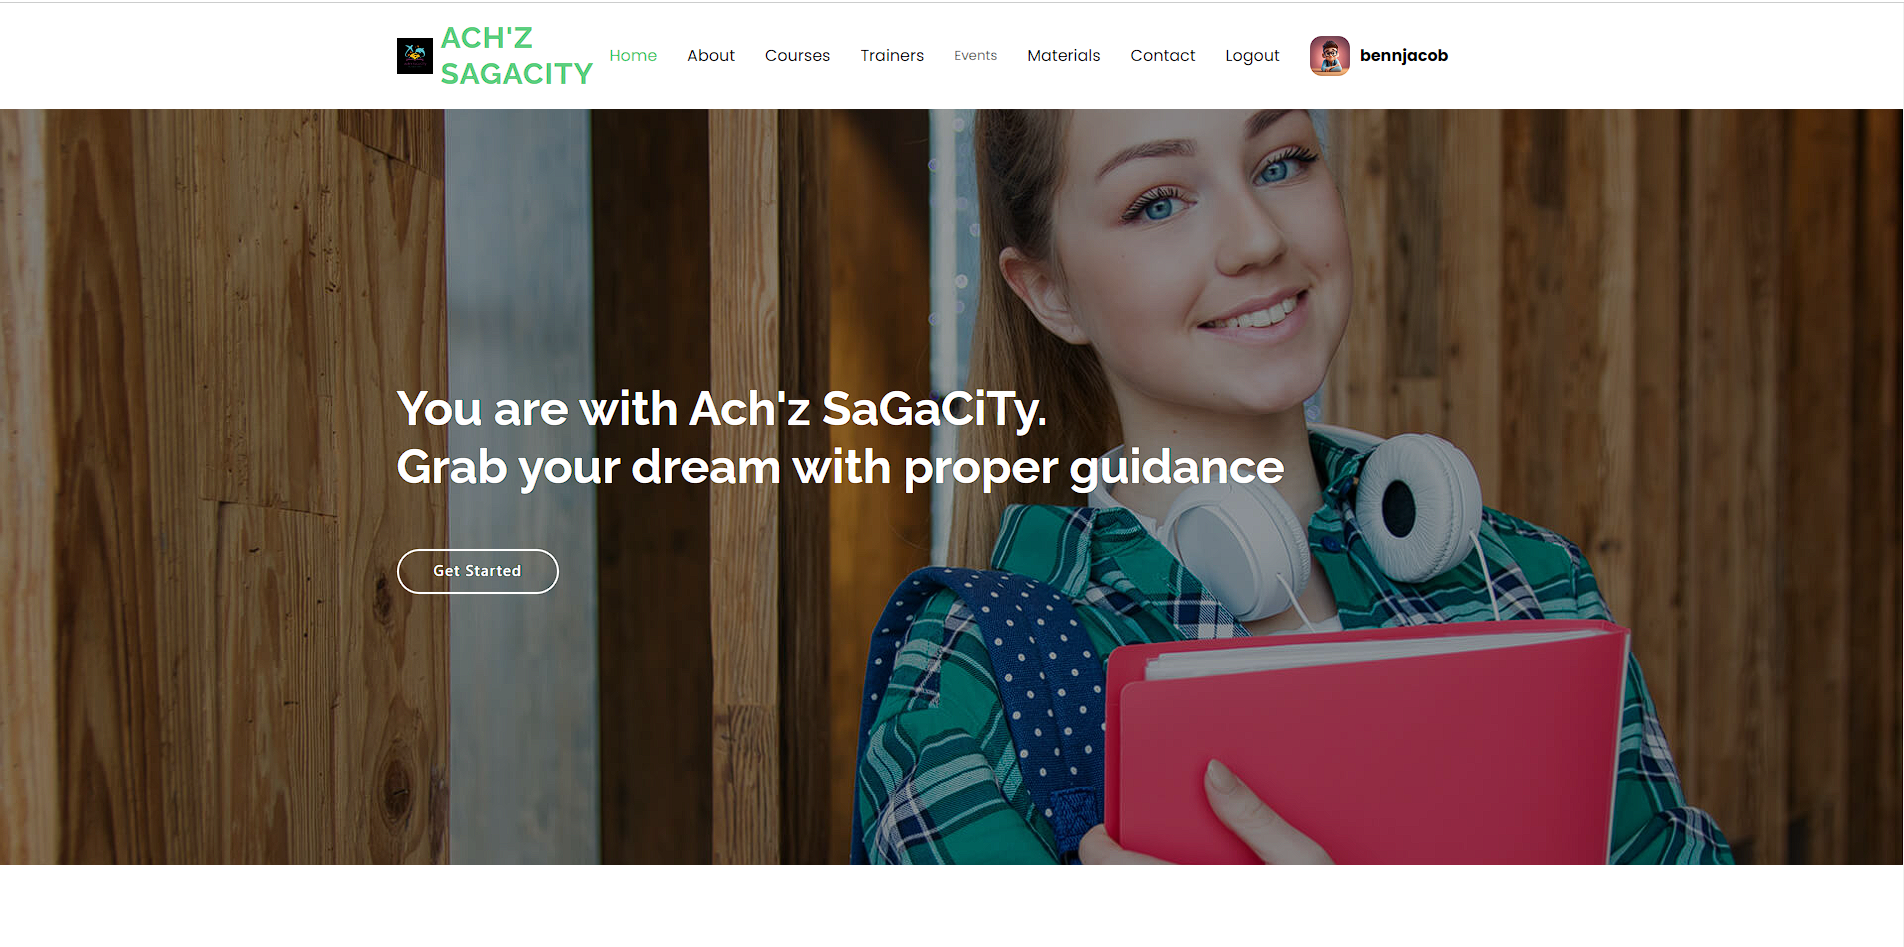 ACH'Z
SAGACITY
Home About Courses Trainers Events Materials Contact Logout bennjacob
You are with Ach'z SaGaCiTy.
Grab your dream with proper guidance
Get Started